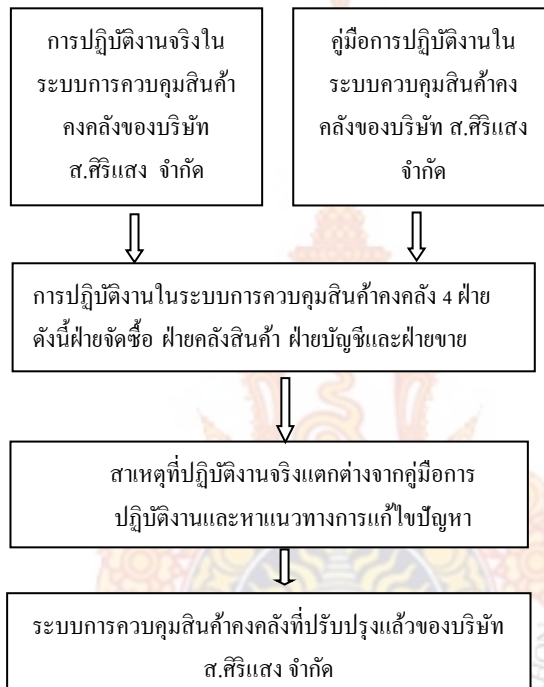 การปฏิบัติงานจริงใน
ระบบการควบคุมสินค้า
คงคลังของบริษัท
ส.ศิริแสง จำกัด
คู่มือการปฏิบัติงานใน
ระบบควบคุมสินค้าคง
คลังของบริษัท ส.ศิริแสง
จำกัด
การปฏิบัติงานในระบบการควบคุมสินค้าคงคลัง 4 ฝ่าย
ดังนี้ฝ่ายจัดซื้อ ฝ่ายคลังสินค้า ฝ่ายบัญชีและฝ่ายขาย
สาเหตุที่ปฏิบัติงานจริงแตกต่างจากคู่มือการ
ปฏิบัติงานและหาแนวทางการแก้ไขปัญหา
ระบบการควบคุมสินค้าคงคลังที่ปรับปรุงแล้วของบริษัท
ส.ศิริแสง จำกัด